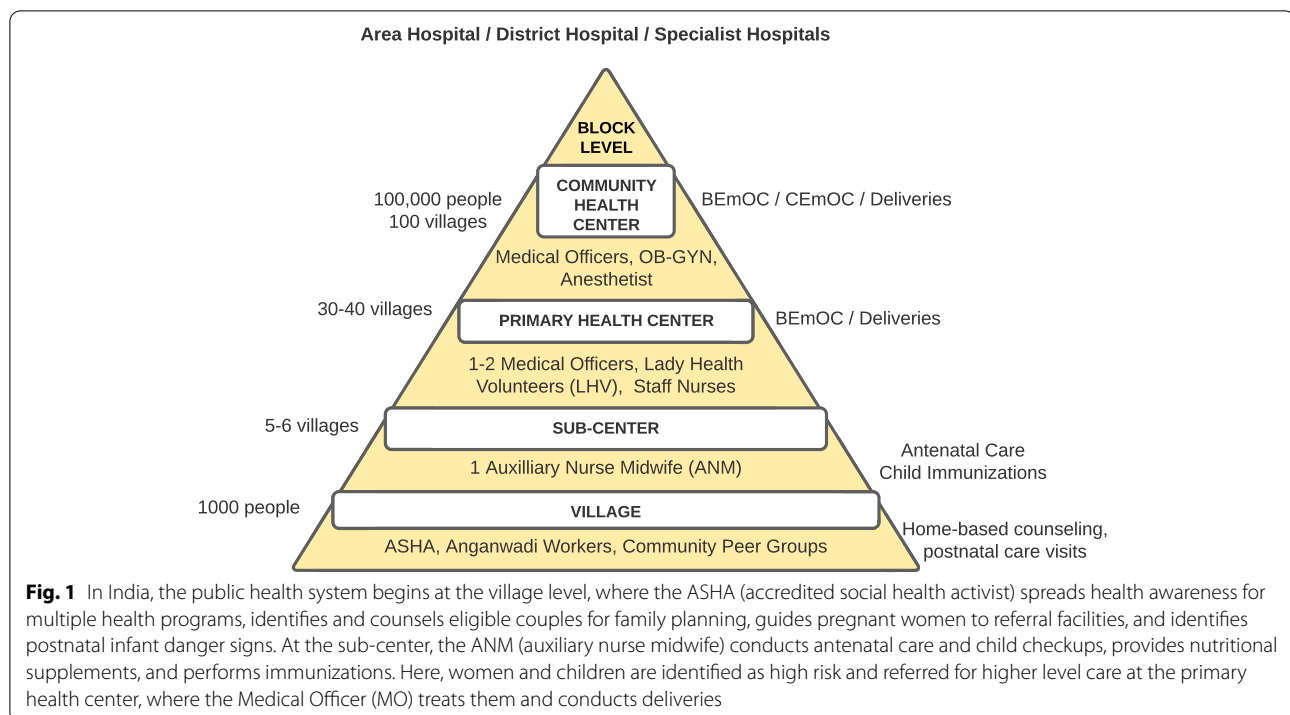 Area Hospital / District Hospital / Specialist Hospitals
BLOCK
LEVEL
100,000 people
100 villages
COMMUNITY
HEALTH
CENTER
BEmOC / CEmOC / Deliveries
Medical Officers, OB-GYN,
Anesthetist
30-40 villages
PRIMARY HEALTH CENTER
BEmOC / Deliveries
1-2 Medical Officers, Lady Health
Volunteers (LHV), Staff Nurses
5-6 villages
SUB-CENTER
1 Auxilliary Nurse Midwife (ANM)
Antenatal Care
Child Immunizations
1000 people
VILLAGE
ASHA, Anganwadi Workers, Community Peer Groups
Home-based counseling,
postnatal care visits
Fig. 1 In India, the public health system begins at the village level, where the ASHA (accredited social health activist) spreads health awareness for
multiple health programs, identifies and counsels eligible couples for family planning, guides pregnant women to referral facilities, and identifies
postnatal infant danger signs. At the sub-center, the ANM (auxiliary nurse midwife) conducts antenatal care and child checkups, provides nutritional
supplements, and performs immunizations. Here, women and children are identified as high risk and referred for higher level care at the primary
health center, where the Medical Officer (MO) treats them and conducts deliveries